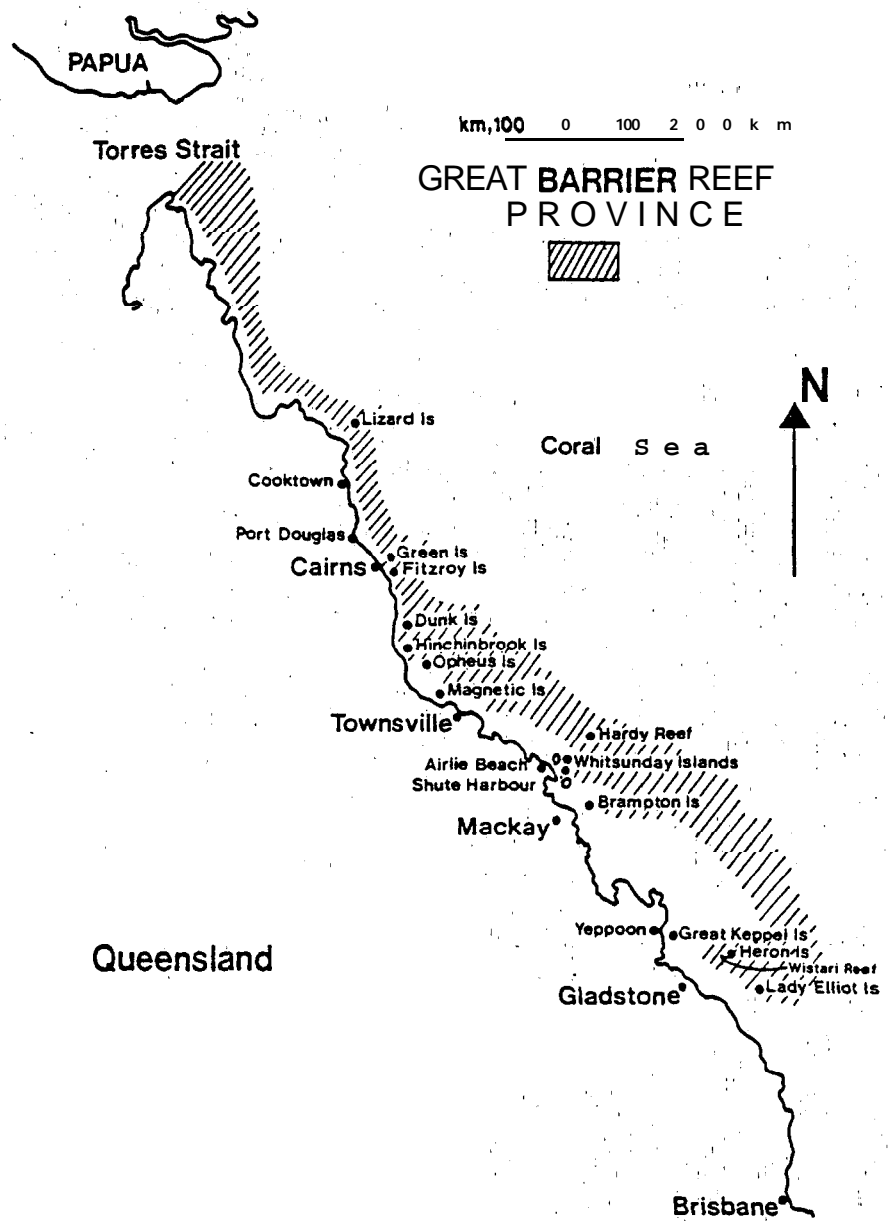 PAPUA
km,100 0 100 2 0 0 k m
Torres Strait
GREAT BARRIER REEF
PROVINCE
N
Lizard Is
Coral Sea
Cooktown
Port Douglas
Green Is
Cairns
Fitzroy Is
Dunk Is
Hinchinbrook Is
Opheus Is
Magnetic Is
Townsville
Hardy Reef
Airlie Beach
Whitsunday Islands
Shute Harbour
Brampton Is
Mackay
Yeppoon
Great Keppel Is
Heron Is
Queensland
Wistari Reef
Gladstone
Lady Elliot Is
Brisbane